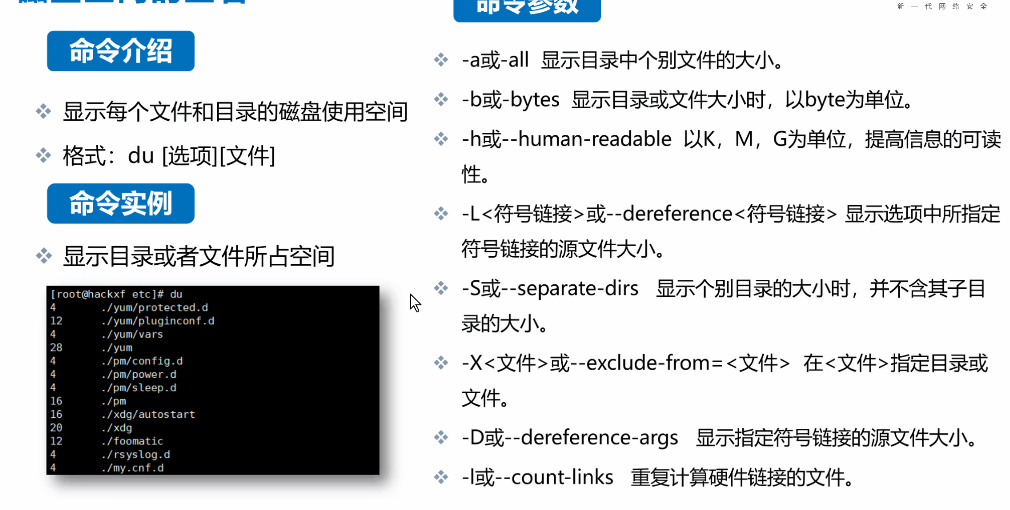 命令介绍
显示每个文件和目录的磁盘使用空间
格式：du [选项][文件]
命令实例
显示目录或者文件所占空间
[root@hackxf etc]# du
4 ./yum/protected.d
12 ./yum/pluginconf.d
4 ./yum/vars
28 ./yum
4 ./pm/config.d
4 ./pm/power.d
4 ./pm/sleep.d
16 ./pm
16 ./xdg/autostart
20 ./xdg
12 ./foomatic
4 ./rsyslog.d
4 ./my.cnf.d
新一代网络安全
命令参数
-a或-all 显示目录中个别文件的大小。
-b或-bytes 显示目录或文件大小时，以byte为单位。
-h或--human-readable 以K，M，G为单位，提高信息的可读
性。
-L<符号链接>或--dereference<符号链接> 显示选项中所指定
符号链接的源文件大小。
-S或--separate-dirs 显示个别目录的大小时，并不含其子目
录的大小。
-X<文件>或--exclude-from=<文件> 在<文件>指定目录或
文件。
-D或--dereference-args 显示指定符号链接的源文件大小。
-l或--count-links 重复计算硬件链接的文件。